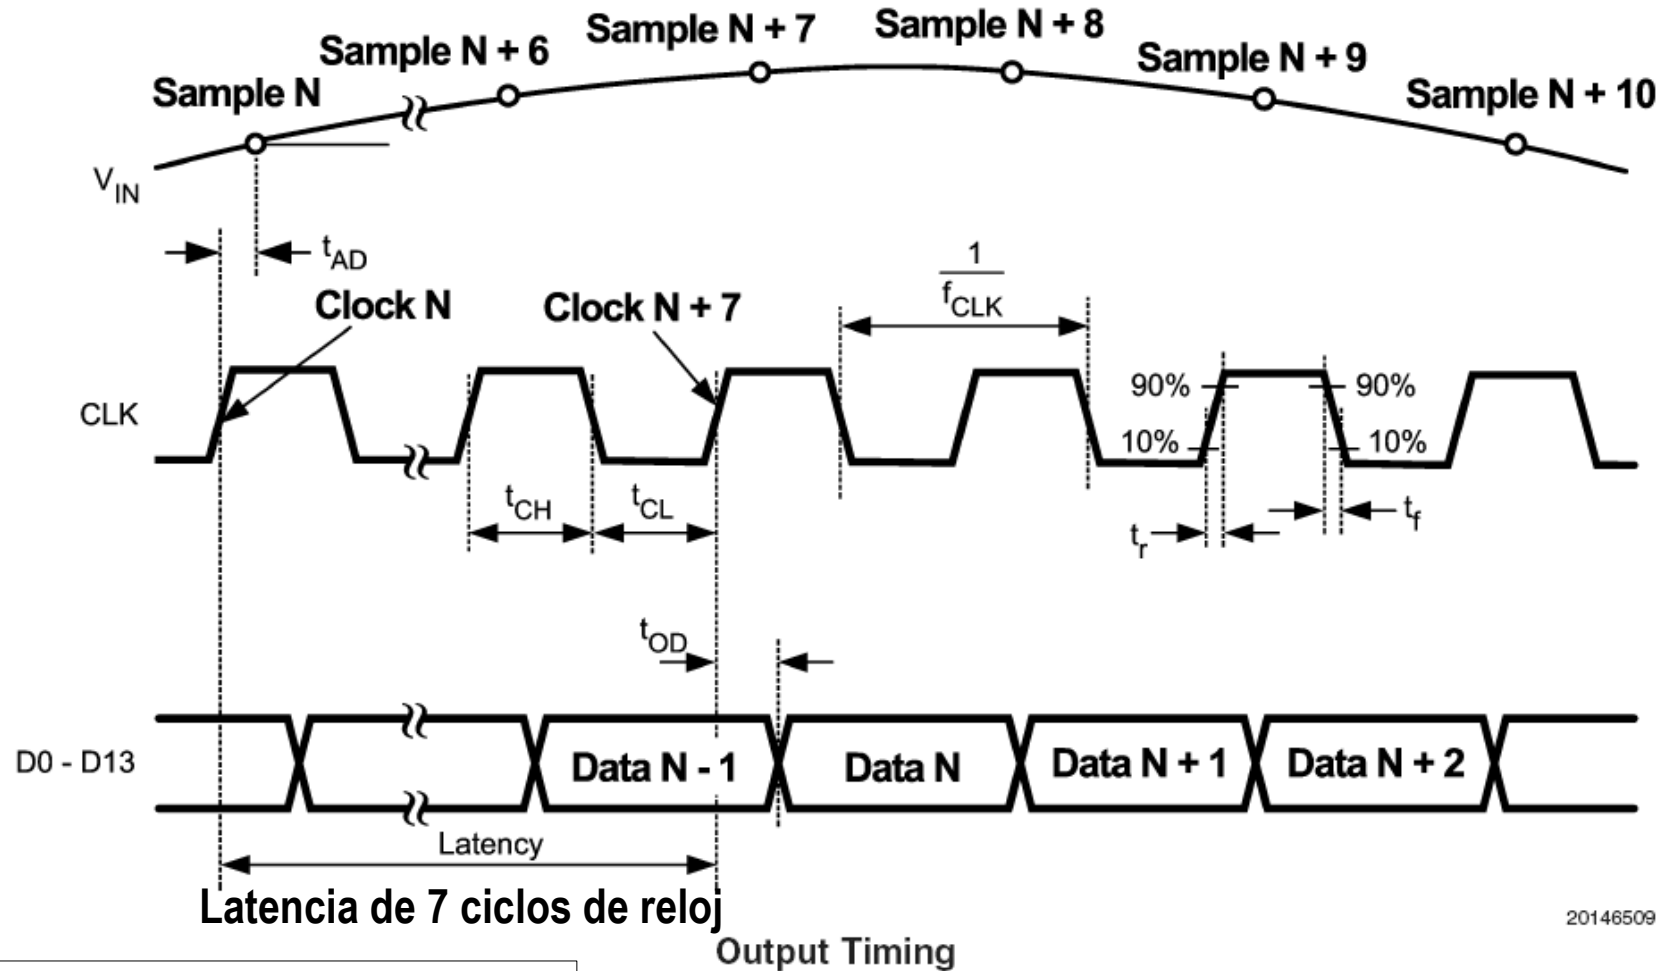 Sample N
Sample N + 6
Sample N + 7
Sample N + 8
Sample N + 9
Sample N + 10
VIN
tAD
Clock N
Clock N + 7
1
fCLK
CLK
90%
90%
10%
10%
tCH
tCL
tr
tf
tOD
D0 - D13
Data N - 1
Data N
Data N + 1
Data N + 2
Latency
Latencia de 7 ciclos de reloj
20146509
Output Timing